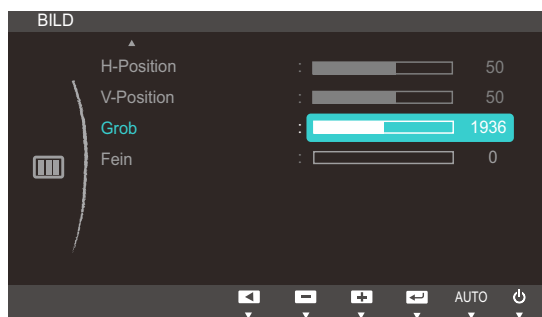 BILD
H-Position : 50
V-Position : 50
Grob : 1936
Fein : 0
AUTO